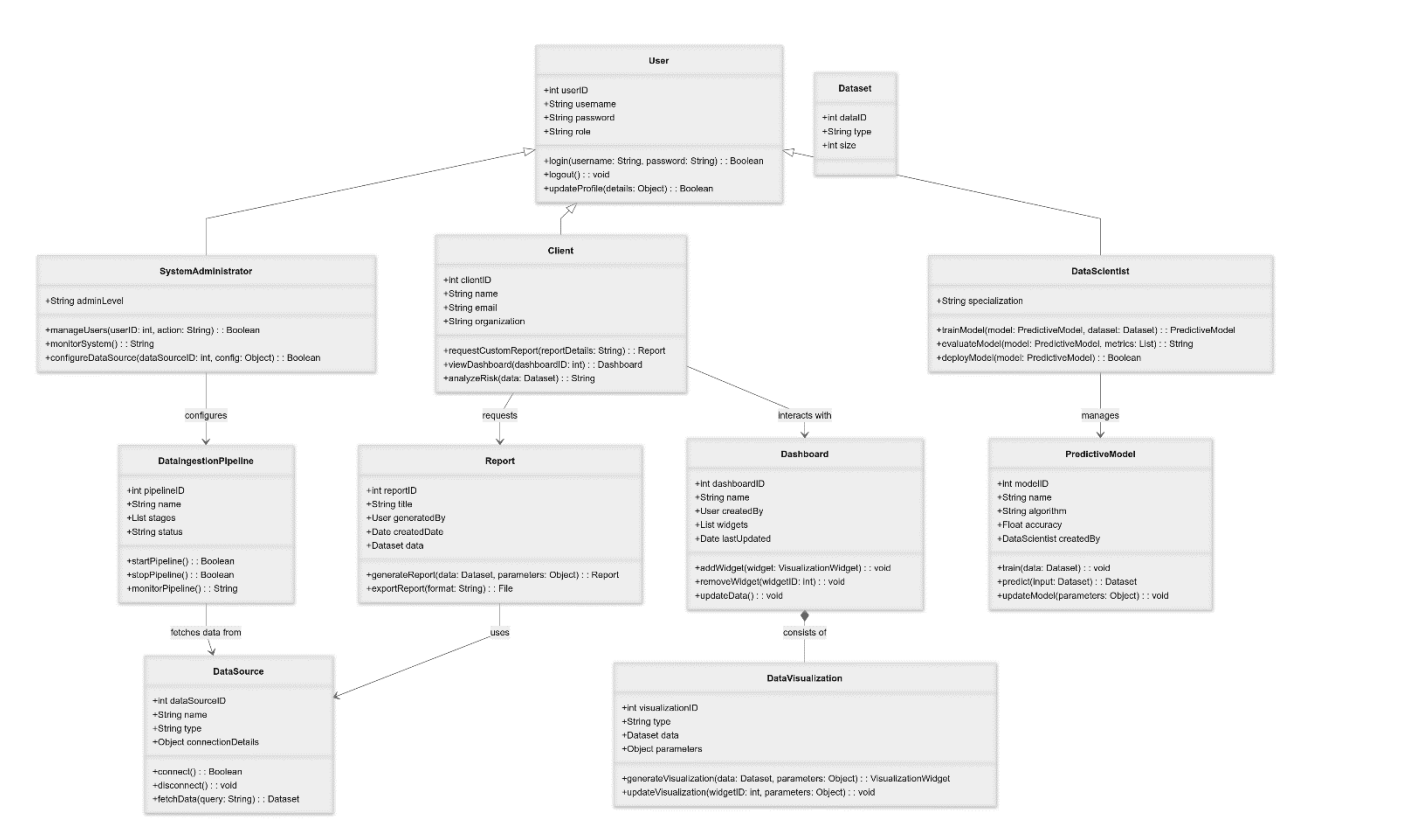 User
+int userID
+String username
+String password
+String role
+login(username: String, password: String) : : Boolean
+logout() : : void
+updateProfile(details: Object) : : Boolean
Dataset
+int dataID
+String type
+int size
SystemAdministrator
+String adminLevel
+manageUsers(userID: int, action: String) : : Boolean
+monitorSystem() : : String
+configureDataSource(dataSourceID: int, config: Object) : : Boolean
Client
+int clientID
+String name
+String email
+String organization
+requestCustomReport(reportDetails: String) : : Report
+viewDashboard(dashboardID: int) : : Dashboard
+analyzeRisk(data: Dataset) : : String
DataScientist
+String specialization
+trainModel(model: PredictiveModel, dataset: Dataset) : : PredictiveModel
+evaluateModel(model: PredictiveModel, metrics: List) : : String
+deployModel(model: PredictiveModel) : : Boolean
configures
requests
interacts with
manages
DataIngestionPIpeline
+int pipelineID
+String name
+List stages
+String status
+startPipeline() : : Boolean
+stopPipeline() : : Boolean
+monitorPipeline() : : String
Report
+int reportID
+String title
+User generatedBy
+Date createdDate
+Dataset data
+generateReport(data: Dataset, parameters: Object) : : Report
+exportReport(format: String) : : File
Dashboard
+int dashboardID
+String name
+User createdBy
+List widgets
+Date lastUpdated
+addWidget(widget: VisualizationWidget) : : void
+removeWidget(widgetID: int) : : void
+updateData() : : void
PredictiveModel
+int modelID
+String name
+String algorithm
+Float accuracy
+DataScientist createdBy
+train(data: Dataset) : : void
+predict(input: Dataset) : : Dataset
+updateModel(parameters: Object) : : void
fetches data from
uses
consists of
DataSource
+int dataSourceID
+String name
+String type
+Object connectionDetails
+connect() : : Boolean
+disconnect() : : void
+fetchData(query: String) : : Dataset
DataVisualization
+int visualizationID
+String type
+Dataset data
+Object parameters
+generateVisualization(data: Dataset, parameters: Object) : : VisualizationWidget
+updateVisualization(widgetID: int, parameters: Object) : : void